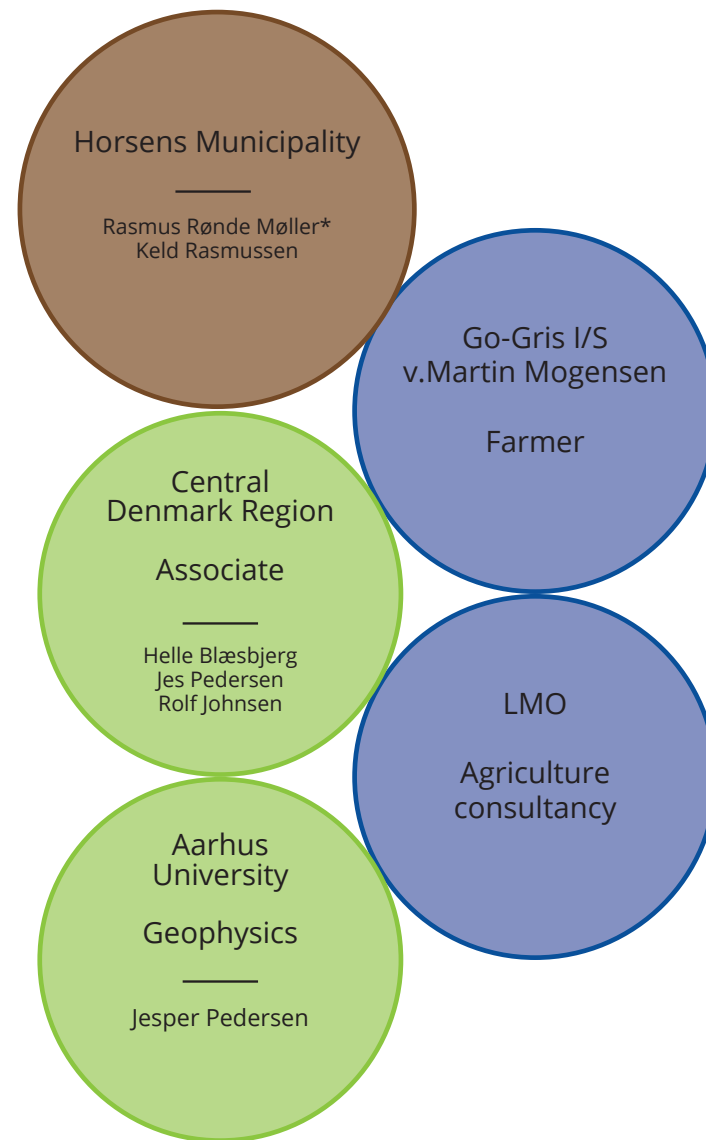 Horsens Municipality
Rasmus Rønde Møller*
Keld Rasmussen
Go-Gris I/S
v.Martin Mogensen
Farmer
Central
Denmark Region
Associate
Helle Blæsbjerg
Jes Pedersen
Rolf Johnsen
LMO
Agriculture
consultancy
Aarhus
University
Geophysics
Jesper Pedersen